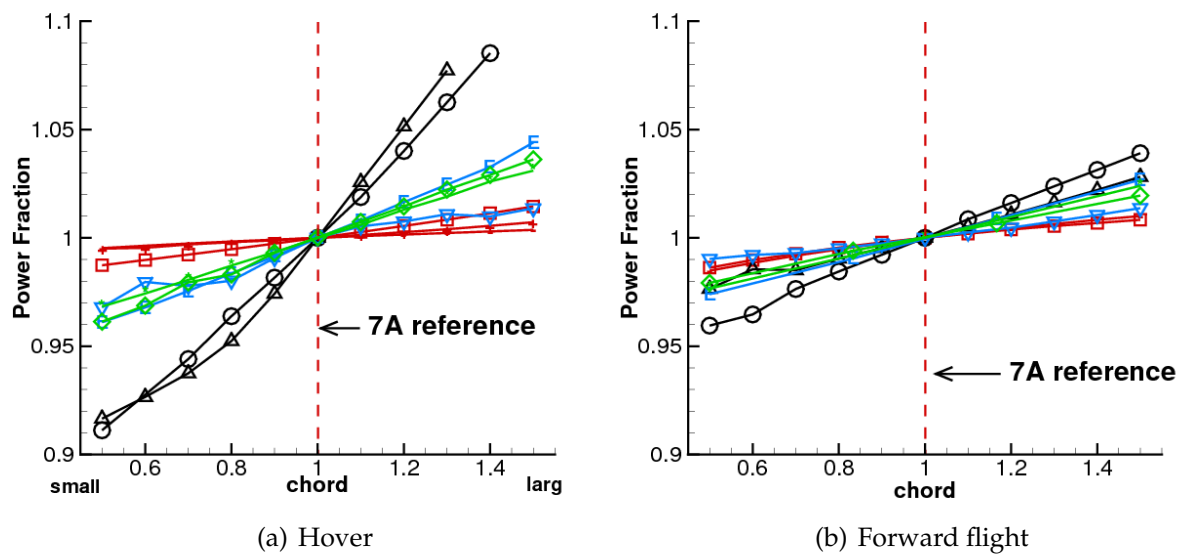 1.1
1.05
1
0.95
0.9
Power Fraction
7A reference
0.6
0.8
1
1.2
1.4
small
chord
larg
(a) Hover
1.1
1.05
1
0.95
0.9
Power Fraction
7A reference
0.6
0.8
1
1.2
1.4
chord
(b) Forward flight